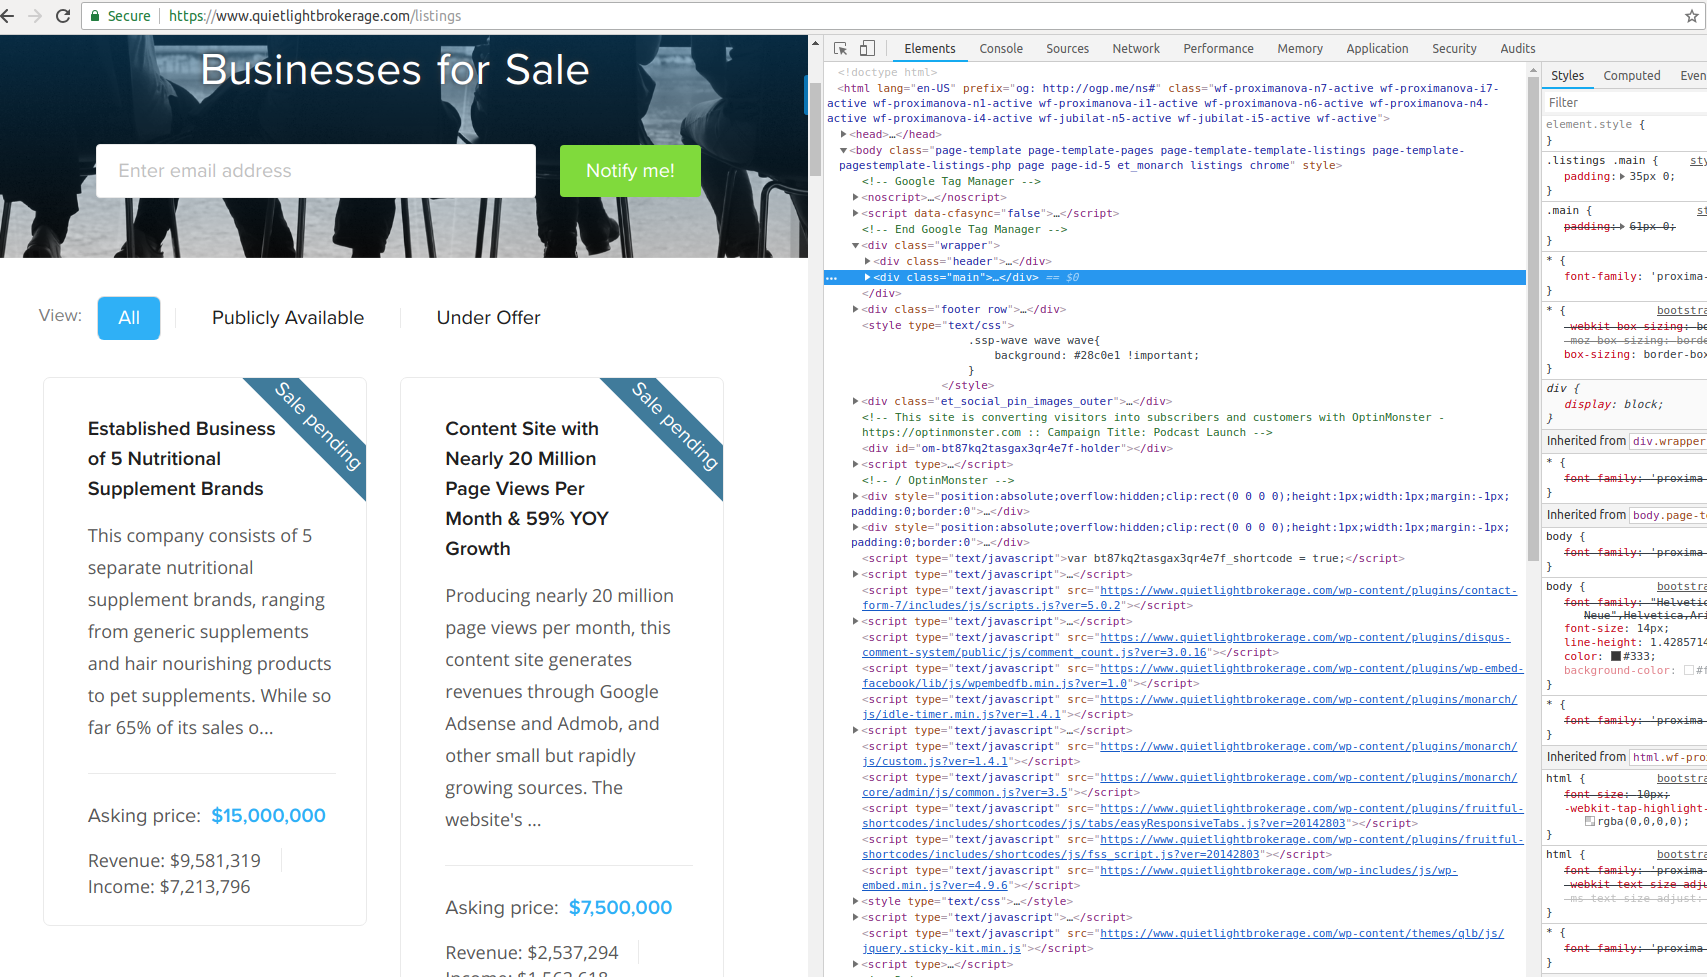 Secure
https://www.quietlightbrokerage.com/listings
Businesses for Sale
Enter email address
Notify me!
View:
All
Publicly Available
Under Offer
Sale pending
Established Business
of 5 Nutritional
Supplement Brands
This company consists of 5
separate nutritional
supplement brands, ranging
from generic supplements
and hair nourishing products
to pet supplements. While so
far 65% of its sales o...
Asking price: $15,000,000
Revenue: $9,581,319
Income: $7,213,796
Sale pending
Content Site with
Nearly 20 Million
Page Views Per
Month & 59% YOY
Growth
Producing nearly 20 million
page views per month, this
content site generates
revenues through Google
Adsense and Admob, and
other small but rapidly
growing sources. The
website's ...
Asking price: $7,500,000
Revenue: $2,537,294
Elements Console Sources Network Performance Memory Application Security Audits
<!doctype html>
<html lang="en-US" prefix="og: http://ogp.me/ns#" class="wf-proximanova-n7-active wf-proximanova-i7-
active wf-proximanova-n1-active wf-proximanova-i1-active wf-proximanova-n6-active wf-proximanova-n4-
active wf-proximanova-i4-active wf-jubilat-n5-active wf-jubilat-i5-active wf-active">
<head>…</head>
<body class="page-template page-template-pages page-template-template-listings page-template-
pagestemplate-listings-php page page-id-5 et_monarch listings chrome" style>
<!-- Google Tag Manager -->
<noscript>…</noscript>
<script data-cfasync="false">…</script>
<!-- End Google Tag Manager -->
<div class="wrapper">
<div class="header">…</div>
<div class="main">…</div> == $0
</div>
<div class="footer row">…</div>
<style type="text/css">
.ssp-wave wave wave{
background: #28c0e1 !important;
}
</style>
<div class="et_social_pin_images_outer">…</div>
<!-- This site is converting visitors into subscribers and customers with OptinMonster -
https://optinmonster.com :: Campaign Title: Podcast Launch -->
<div id="om-bt87kq2tasgax3qr4e7f-holder"></div>
<script type>…</script>
<!-- / OptinMonster -->
<div style="position:absolute;overflow:hidden;clip:rect(0 0 0 0);height:1px;width:1px;margin:-1px;
padding:0;border:0">…</div>
<div style="position:absolute;overflow:hidden;clip:rect(0 0 0 0);height:1px;width:1px;margin:-1px;
padding:0;border:0">…</div>
<script type="text/javascript">var bt87kq2tasgax3qr4e7f_shortcode = true;</script>
<script type="text/javascript">…</script>
<script type="text/javascript" src="https://www.quietlightbrokerage.com/wp-content/plugins/contact-
form-7/includes/js/scripts.js?ver=5.0.2"></script>
<script type="text/javascript">…</script>
<script type="text/javascript" src="https://www.quietlightbrokerage.com/wp-content/plugins/disqus-
comment-system/public/js/comment_count.js?ver=3.0.16"></script>
<script type="text/javascript" src="https://www.quietlightbrokerage.com/wp-content/plugins/wp-embed-
facebook/lib/js/wpembedfb.min.js?ver=1.0"></script>
<script type="text/javascript" src="https://www.quietlightbrokerage.com/wp-content/plugins/monarch/
js/idle-timer.min.js?ver=1.4.1"></script>
<script type="text/javascript">…</script>
<script type="text/javascript" src="https://www.quietlightbrokerage.com/wp-content/plugins/monarch/
js/custom.js?ver=1.4.1"></script>
<script type="text/javascript" src="https://www.quietlightbrokerage.com/wp-content/plugins/monarch/
core/admin/js/common.js?ver=3.5"></script>
<script type="text/javascript" src="https://www.quietlightbrokerage.com/wp-content/plugins/fruitful-
shortcodes/includes/shortcodes/js/tabs/easyResponsiveTabs.js?ver=20142803"></script>
<script type="text/javascript" src="https://www.quietlightbrokerage.com/wp-content/plugins/fruitful-
shortcodes/includes/shortcodes/js/fss_script.js?ver=20142803"></script>
<script type="text/javascript" src="https://www.quietlightbrokerage.com/wp-includes/js/wp-
embed.min.js?ver=4.9.6"></script>
<style type="text/css">…</style>
<script type="text/javascript">…</script>
<script type="text/javascript" src="https://www.quietlightbrokerage.com/wp-content/themes/qlb/js/
jquery.sticky-kit.min.js"></script>
<script type>…</script>
Styles Computed Even
Filter
element.style {
}
.listings .main { sty
padding: 35px 0;
}
.main { st
padding: 61px 0;
}
* {
font-family: 'proxima-
}
* { bootstra
-webkit-box-sizing: bo
-moz-box-sizing: borde
box-sizing: border-box
}
div {
display: block;
}
Inherited from div.wrapper
* {
font-family: 'proxima-
}
Inherited from body.page-t
body {
font-family: 'proxima-
}
body { bootstra
font-family: "Helvetic
Neue",Helvetica,Ari
font-size: 14px;
line-height: 1.4285714
color: #333;
background-color: #f
}
* {
font-family: 'proxima-
}
Inherited from html.wf-pro
html { bootstra
font-size: 10px;
-webkit-tap-highlight-
rgba(0,0,0,0);
}
html { bootstra
font-family: 'proxima-
-webkit-text-size-adju
-ms-text-size-adjust:
}
* {
font-family: 'proxima-
}